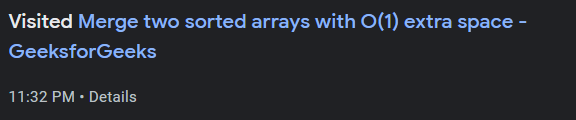 Visited Merge two sorted arrays with O(1) extra space -
GeeksforGeeks
11:32 PM • Details